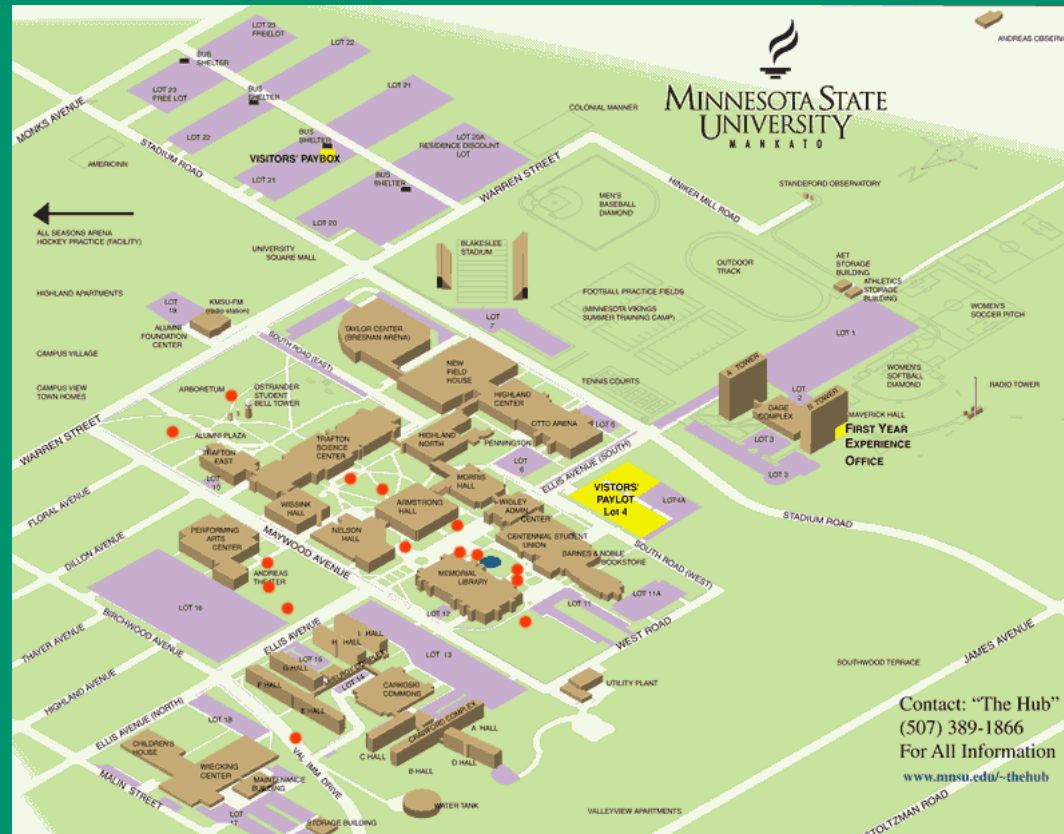 LOT 23
FREELOT
LOT 22
BUS
SHELTER
LOT 23
FREE LOT
BUS
SHELTER
LOT 21
MONKS AVENUE
LOT 22
STADIUM ROAD
BUS
SHELTER
VISITORS' PAYBOX
LOT 21
AMERICINN
LOT 20A
RESIDENCE DISCOUNT
LOT
BUS
SHELTER
LOT 20
COLONIAL MANNER
WARREN STREET
MINNESOTA STATE
UNIVERSITY
MANKATO
HINIKER MILL ROAD
STANDEFORD OBSERVATORY
ALL SEASONS ARENA
HOCKEY PRACTICE (FACILITY)
UNIVERSITY
SQUARE MALL
BLAKESLEE
STADIUM
MEN'S
BASEBALL
DIAMOND
OUTDOOR
TRACK
AET
STORAGE
BUILDING
ATHLETICS
STORAGE
BUILDING
HIGHLAND APARTMENTS
LOT
19
KMSU-FM
(radio station)
ALUMNI
FOUNDATION
CENTER
FOOTBALL PRACTICE FIELDS
(MINNESOTA VIKINGS
SUMMER TRAINING CAMP)
LOT
7
LOT 1
WOMEN'S
SOCCER PITCH
CAMPUS VILLAGE
CAMPUS VIEW
TOWN HOMES
SOUTH ROAD (EAST)
TAYLOR CENTER
(BRESNAN ARENA)
NEW
FIELD
HOUSE
TENNIS COURTS
A TOWER
LOT
2
B TOWER
GAGE
COMPLEX
WOMEN'S
SOFTBALL
DIAMOND
RADIO TOWER
ARBORETUM
OSTRANDER
STUDENT
BELL TOWER
HIGHLAND
CENTER
OTTO ARENA
LOT 5
MAVERICK HALL
FIRST YEAR
EXPERIENCE
OFFICE
LOT 3
LOT 3
WARREN STREET
ALUMNI PLAZA
TRAFTON
EAST
LOT
10
TRAFTON
SCIENCE
CENTER
HIGHLAND
NORTH
PENNINGTON
LOT
6
ELLIS AVENUE (SOUTH)
MORRIS
HALL
VISTORS'
PAYLOT
Lot 4
LOT4A
STADIUM ROAD
FLORAL AVENUE
WISSINK
HALL
ARMSTRONG
HALL
WIGLEY
ADMIN
CENTER
DILLON AVENUE
PERFORMING
ARTS
CENTER
MAYWOOD AVENUE
NELSON
HALL
CENTENNIAL STUDENT
UNION
BARNES & NOBLE
BOOKSTORE
SOUTH ROAD (WEST)
ANDREAS
THEATER
MEMORIAL
LIBRARY
LOT 16
LOT 12
LOT 11
LOT 11A
BIRCHWOOD AVENUE
THAYER AVENUE
ELLIS AVENUE
WEST ROAD
JAMES AVENUE
HIGHLAND AVENUE
G HALL
LOT 15
F HALL
E HALL
LOT 14
LOT 13
CARKOSKI
COMMONS
UTILITY PLANT
SOUTHWOOD TERRACE
ELLIS AVENUE (NORTH)
LOT 18
CRAWFORD COMPLEX
A HALL
C HALL
B HALL
D HALL
CHILDREN'S
HOUSE
WIECKING
CENTER
MAINTENANCE
BUILDING
VAL IMM DRIVE
MALIN STREET
LOT
17
STORAGE BUILDING
WATER TANK
VALLEYVIEW APARTMENTS
STOLTZMAN ROAD
Contact: “The Hub”
(507) 389-1866
For All Information
www.mnsu.edu/~thehub